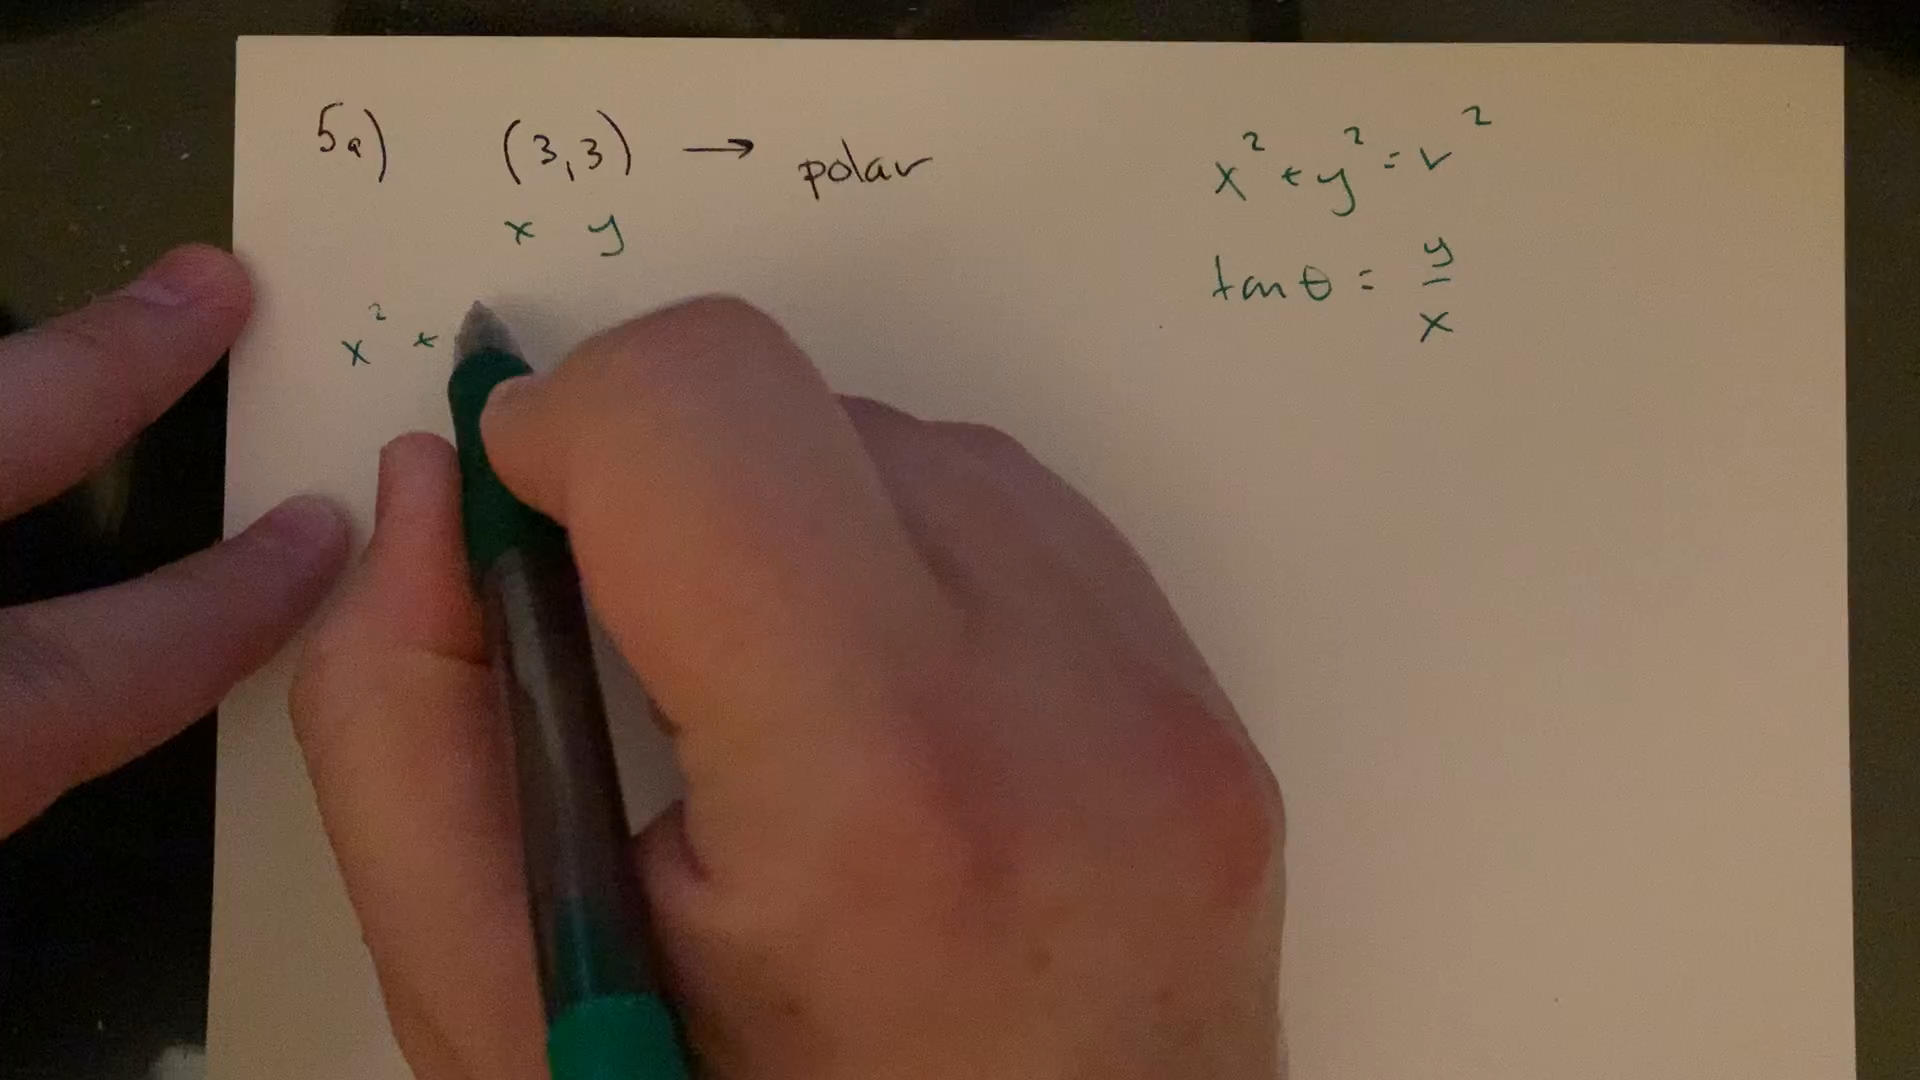 5a) (3,3) → polar
x y
x² +
x² + y² = r²
tan θ = y/x